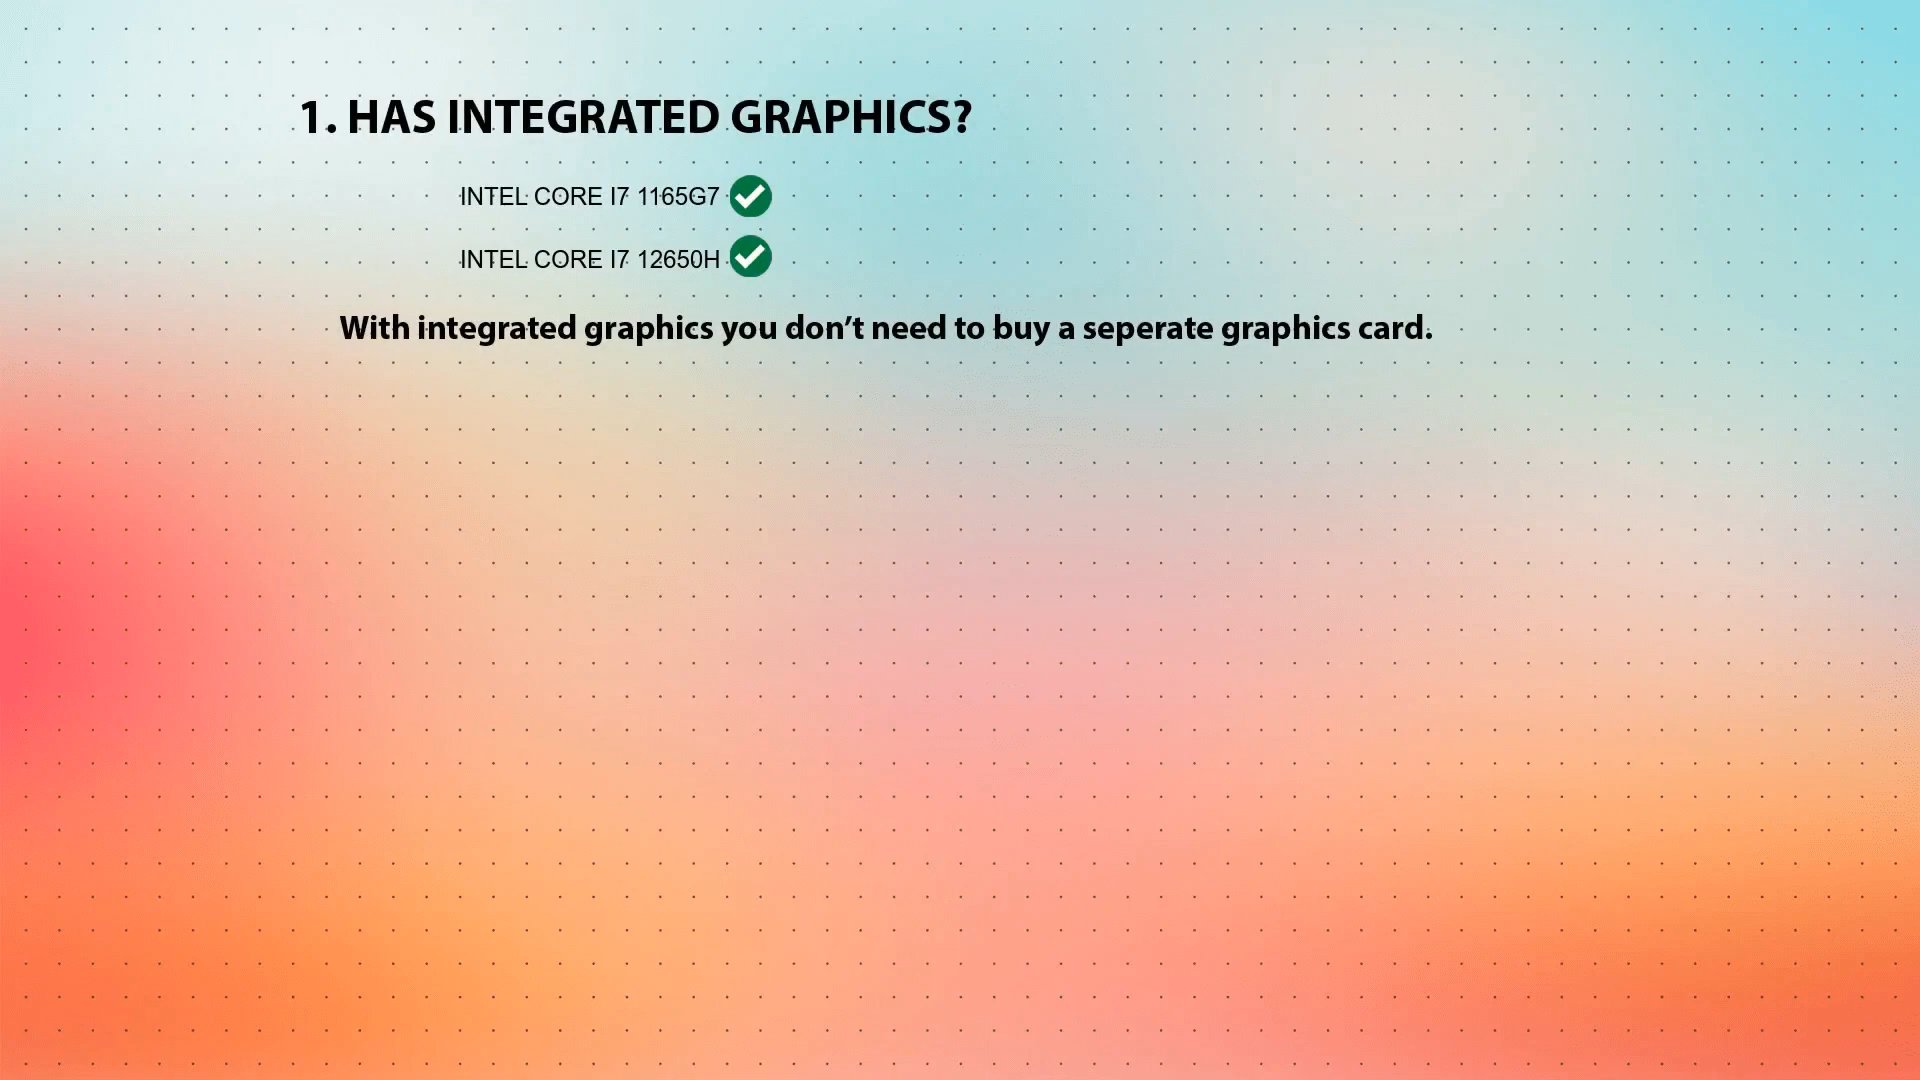 1. HAS INTEGRATED GRAPHICS?
INTEL CORE I7 1165G7
INTEL CORE I7 12650H
With integrated graphics you don’t need to buy a seperate graphics card.